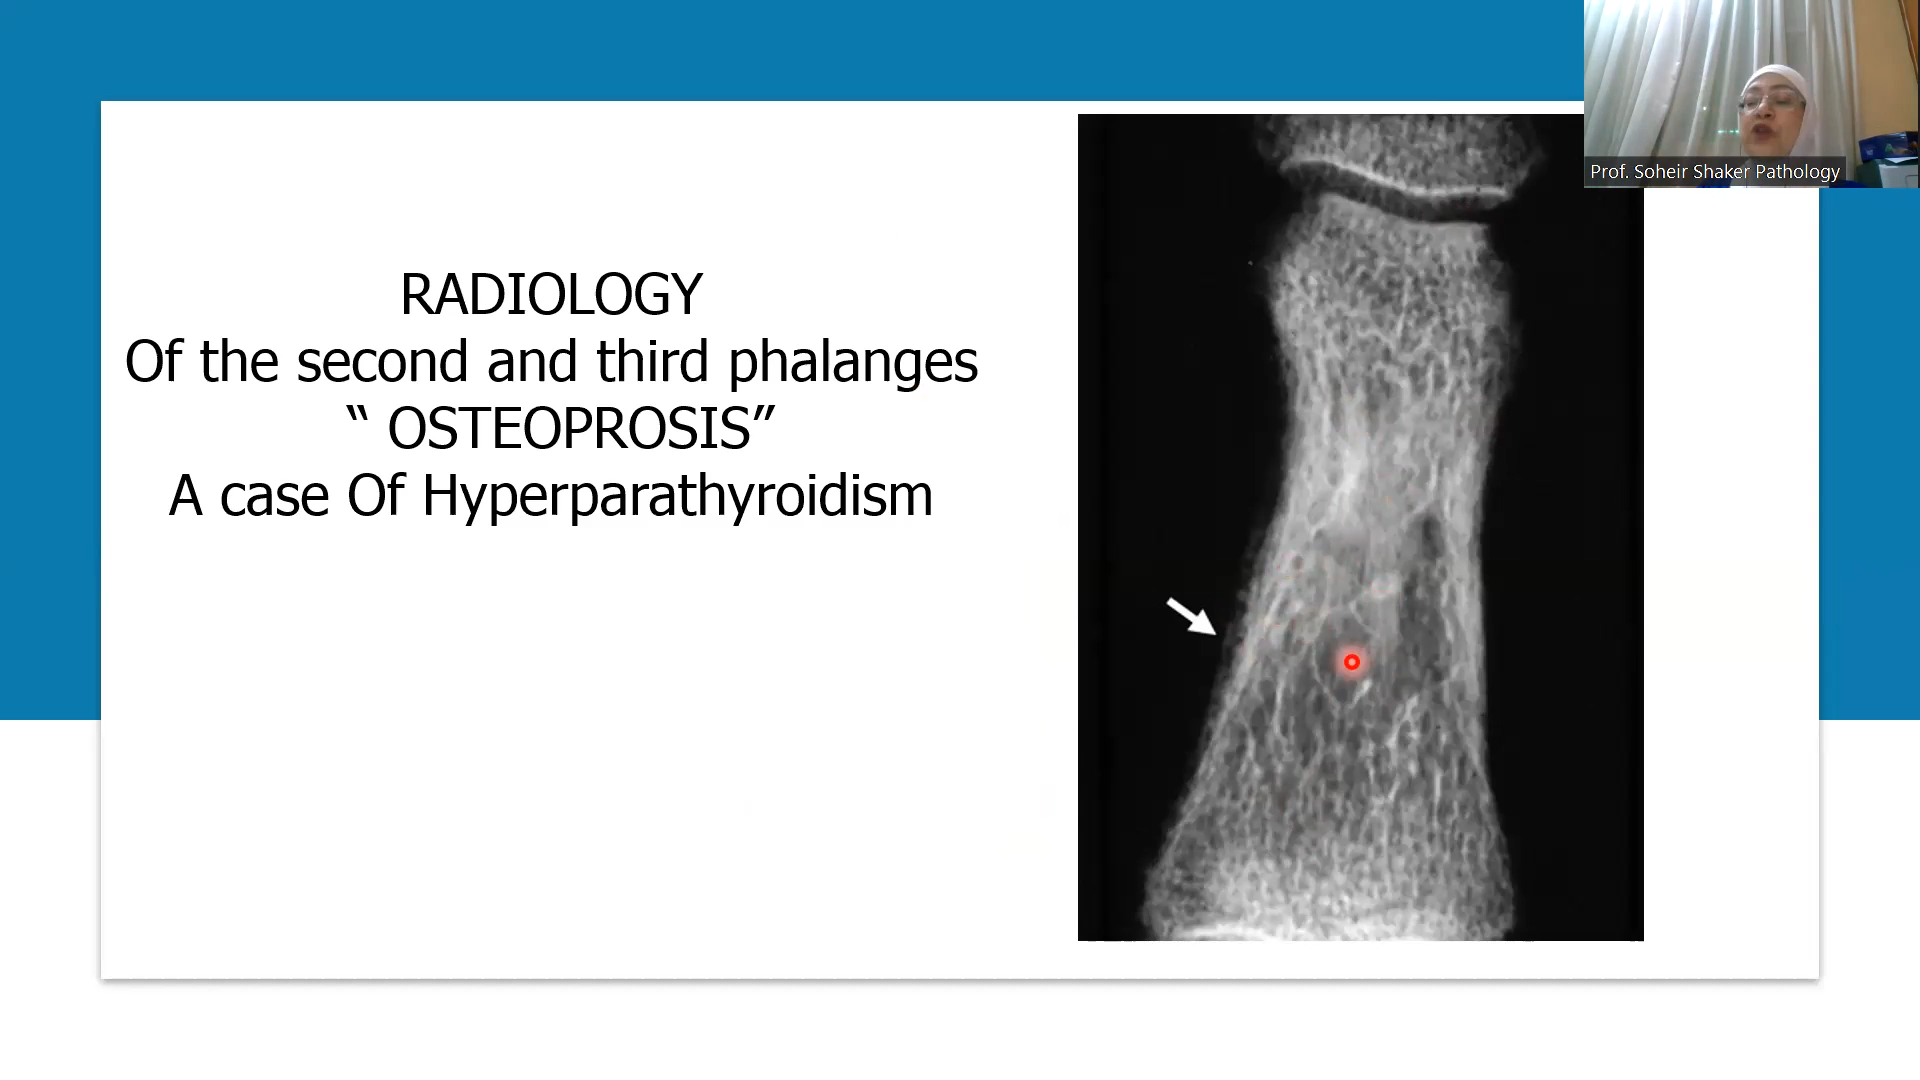 RADIOLOGY
Of the second and third phalanges
“ OSTEOPROSIS”
A case Of Hyperparathyroidism
Prof. Soheir Shaker Pathology